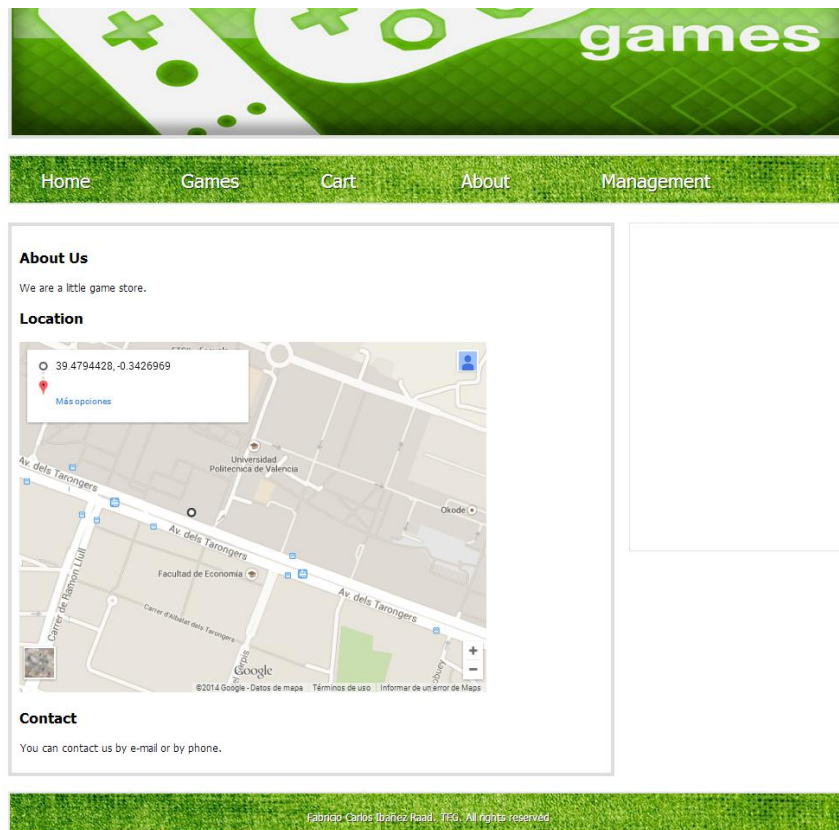 games
Home Games Cart About Management
About Us
We are a little game store.
Location
39.4794428, -0.3426969
Más opciones
Universidad
Politecnica de Valencia
Av. dels Tarongers
Okode
Av. dels Tarongers
Facultad de Economia
Av. dels Tarongers
Carrer de Ramon Llull
Carrer d'Albalat dels Tarongers
Google
©2014 Google - Datos de mapa Términos de uso Informar de un error de Maps
Contact
You can contact us by e-mail or by phone.
Fabricio Carlos Ibañez Raad. TFG. All rights reserved